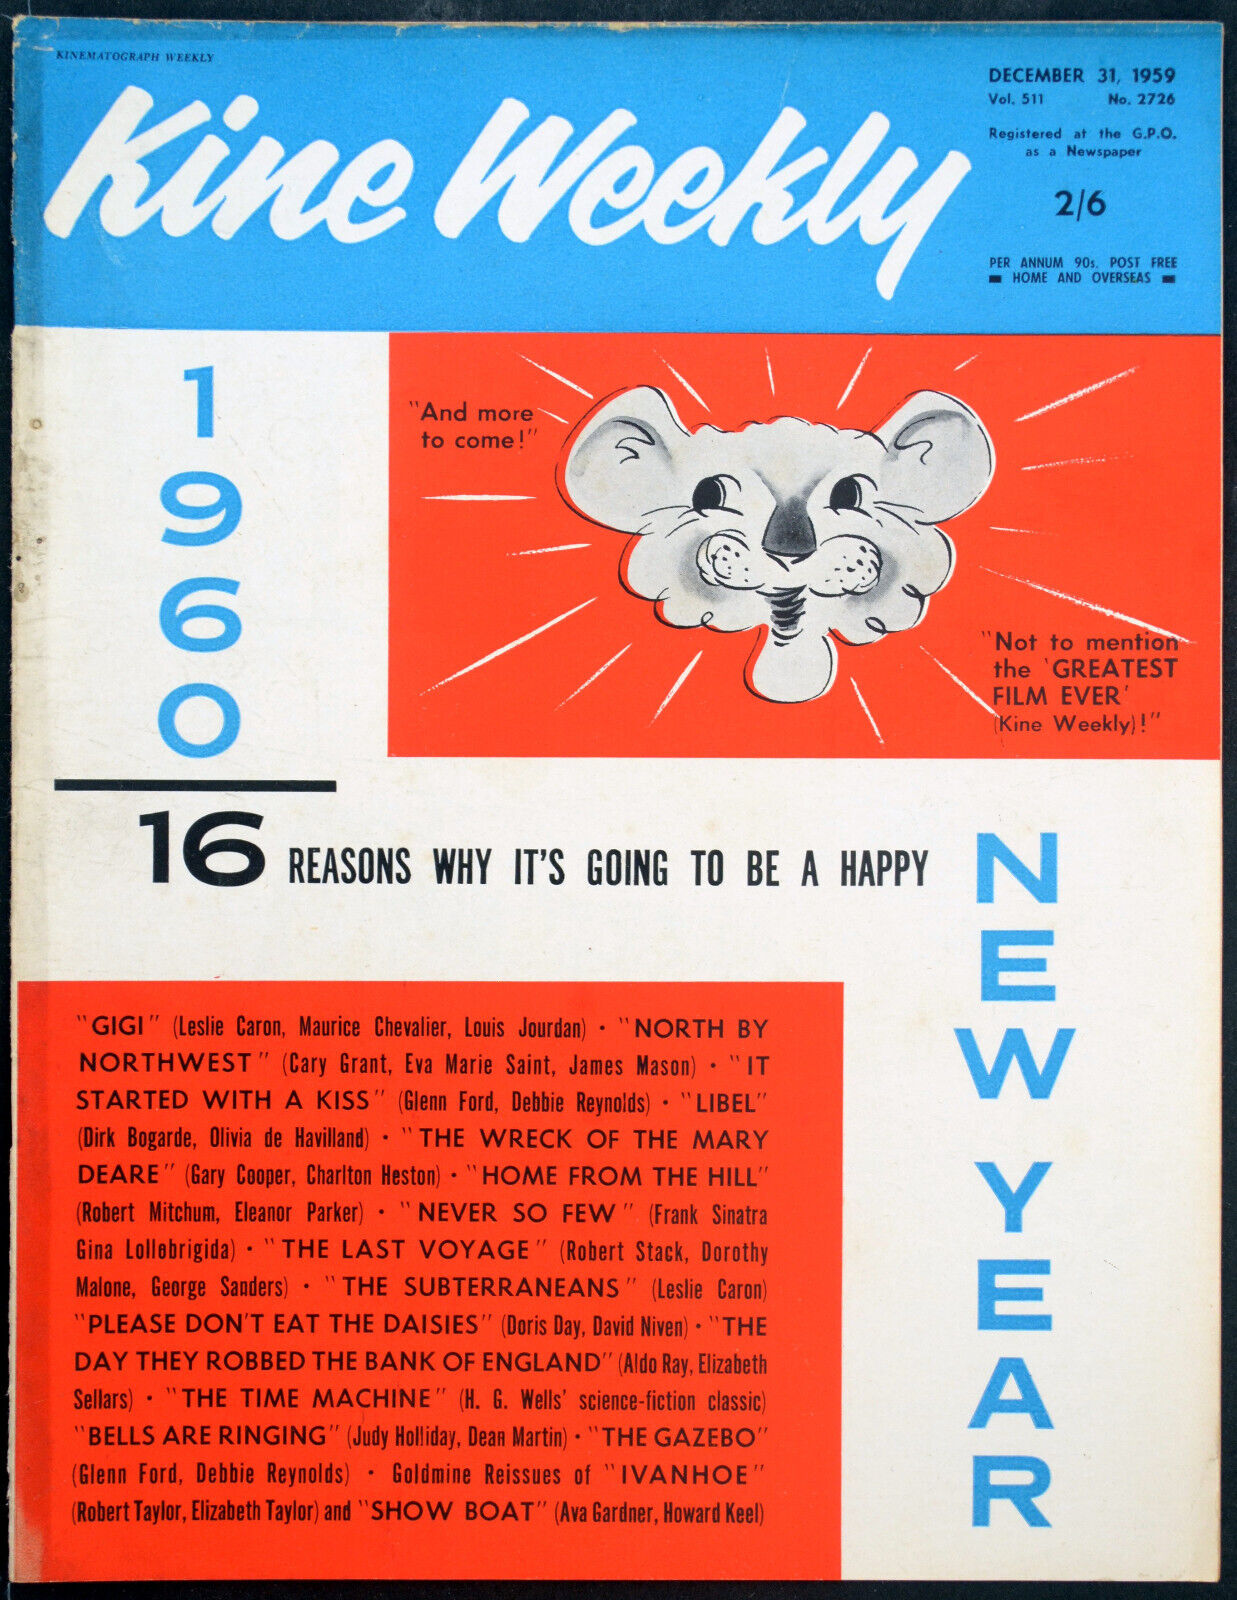 KINEMATOGRAPH WEEKLY
Kine Weekly
DECEMBER 31, 1959
Vol. 511 No. 2726
Registered at the G.P.O.
as a Newspaper
2/6
PER ANNUM 90s. POST FREE
HOME AND OVERSEAS
1960
"And more
to come!"
"Not to mention
the 'GREATEST
FILM EVER'
(Kine Weekly)!"
16 REASONS WHY IT'S GOING TO BE A HAPPY
NEW YEAR
"GIGI" (Leslie Caron, Maurice Chevalier, Louis Jourdan) · "NORTH BY
NORTHWEST" (Cary Grant, Eva Marie Saint, James Mason) · "IT
STARTED WITH A KISS" (Glenn Ford, Debbie Reynolds) · "LIBEL"
(Dirk Bogarde, Olivia de Havilland) · "THE WRECK OF THE MARY
DEARE" (Gary Cooper, Charlton Heston) · "HOME FROM THE HILL"
(Robert Mitchum, Eleanor Parker) · "NEVER SO FEW" (Frank Sinatra
Gina Lollobrigida) · "THE LAST VOYAGE" (Robert Stack, Dorothy
Malone, George Sanders) · "THE SUBTERRANEANS" (Leslie Caron)
"PLEASE DON'T EAT THE DAISIES" (Doris Day, David Niven) · "THE
DAY THEY ROBBED THE BANK OF ENGLAND" (Aldo Ray, Elizabeth
Sellars) · "THE TIME MACHINE" (H. G. Wells' science-fiction classic)
"BELLS ARE RINGING" (Judy Holliday, Dean Martin) · "THE GAZEBO"
(Glenn Ford, Debbie Reynolds) · Goldmine Reissues of "IVANHOE"
(Robert Taylor, Elizabeth Taylor) and "SHOW BOAT" (Ava Gardner, Howard Keel)